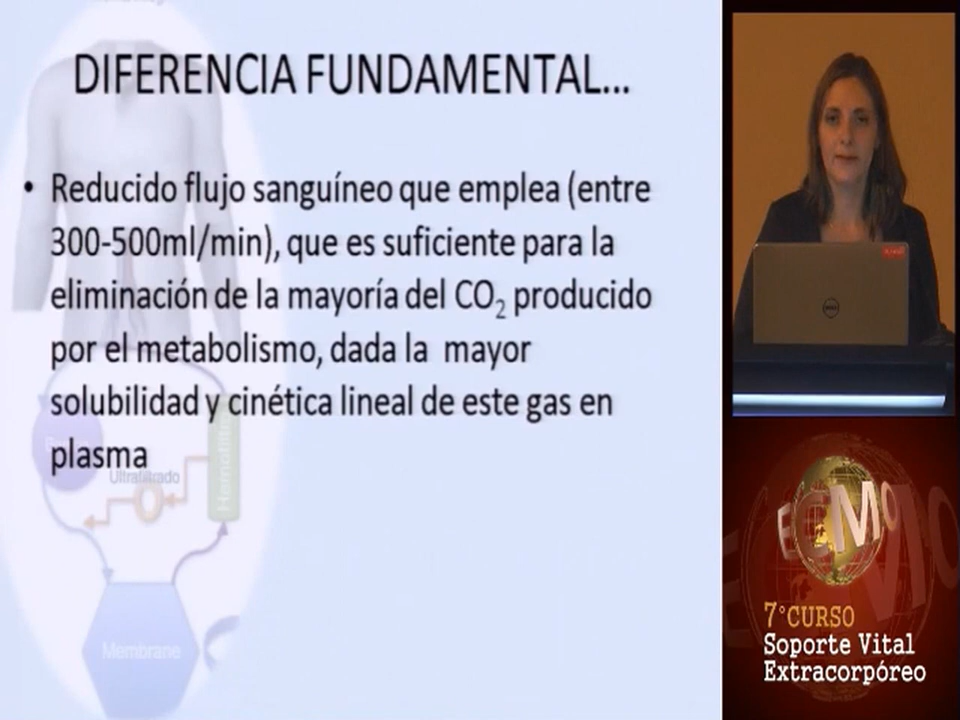 DIFERENCIA FUNDAMENTAL...
• Reducido flujo sanguíneo que emplea (entre
300-500ml/min), que es suficiente para la
eliminación de la mayoría del CO₂ producido
por el metabolismo, dada la mayor
solubilidad y cinética lineal de este gas en
plasma
Ultrafiltrado
Membrane
ECMO
7°CURSO
Soporte Vital
Extracorpóreo